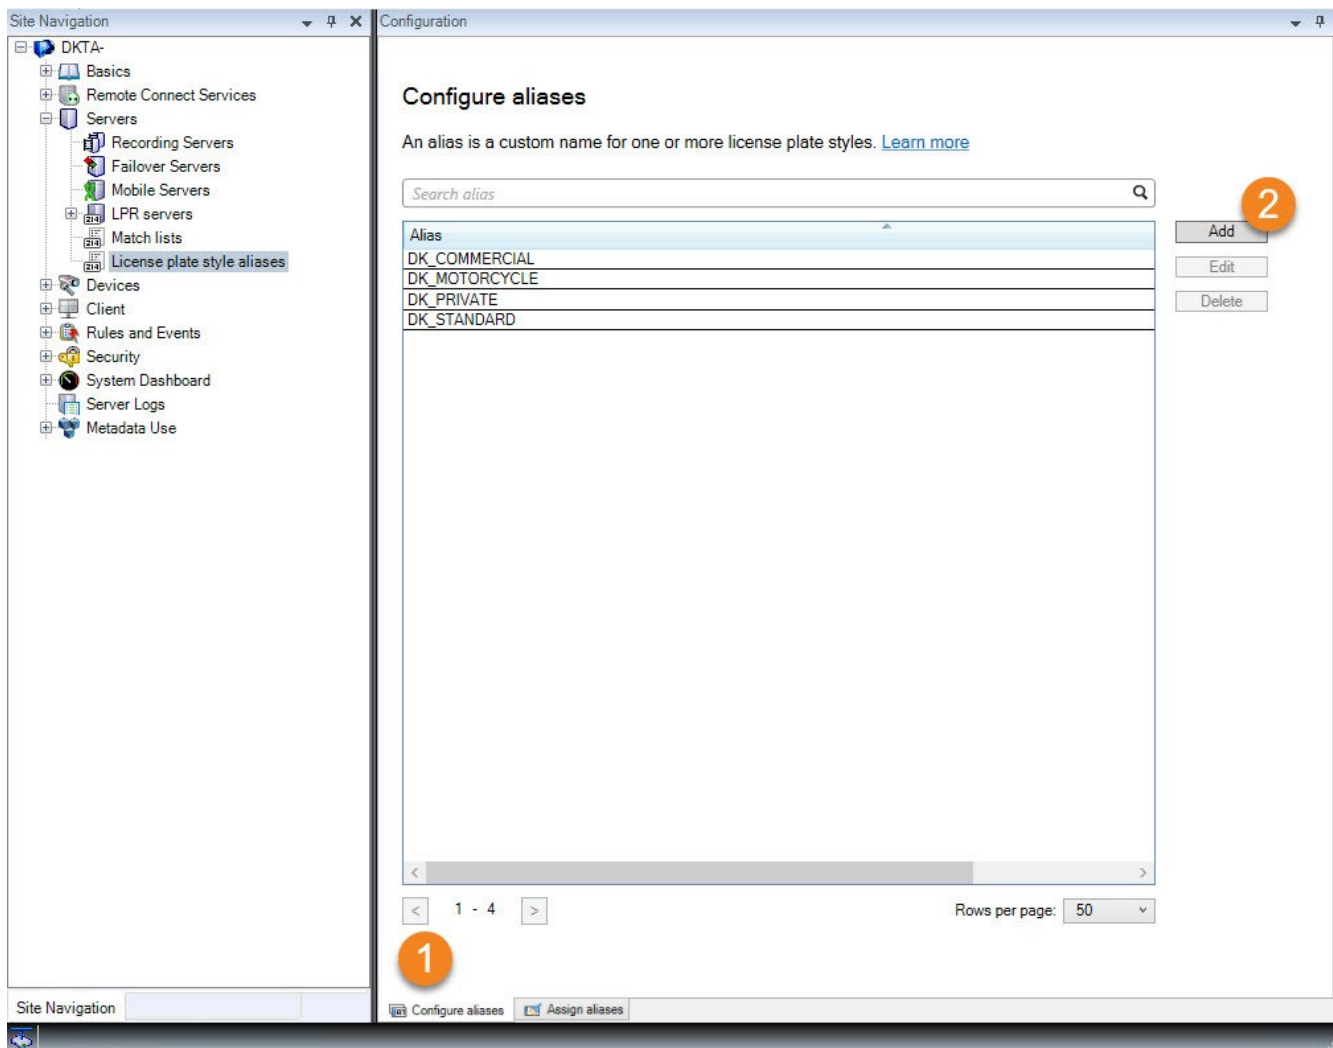 Site Navigation
DKTA-
Basics
Remote Connect Services
Servers
Recording Servers
Failover Servers
Mobile Servers
LPR servers
Match lists
License plate style aliases
Devices
Client
Rules and Events
Security
System Dashboard
Server Logs
Metadata Use
Site Navigation
Configuration
Configure aliases
An alias is a custom name for one or more license plate styles. Learn more
Search alias
2
Alias
Add
DK_COMMERCIAL
Edit
DK_MOTORCYCLE
DK_PRIVATE
Delete
DK_STANDARD
< 1 - 4 > Rows per page: 50
1
Configure aliases Assign aliases